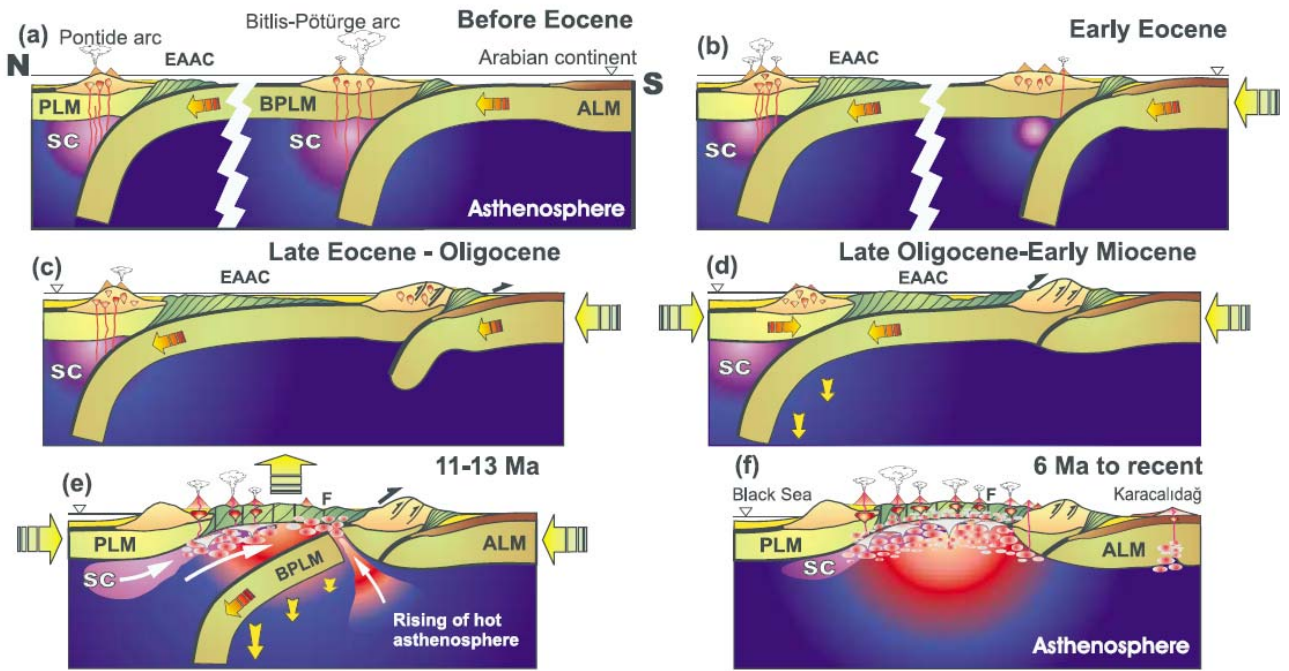 (a)
Before Eocene
Bitlis-Pötürge arc
Pontide arc
EAAC
Arabian continent
N
S
PLM
BPLM
ALM
SC
SC
Asthenosphere
(b)
Early Eocene
EAAC
SC
(c)
Late Eocene - Oligocene
EAAC
SC
(d)
Late Oligocene-Early Miocene
EAAC
SC
(e)
11-13 Ma
F
PLM
ALM
SC
BPLM
Rising of hot
asthenosphere
(f)
6 Ma to recent
Black Sea
F
Karacalıdağ
PLM
ALM
SC
Asthenosphere